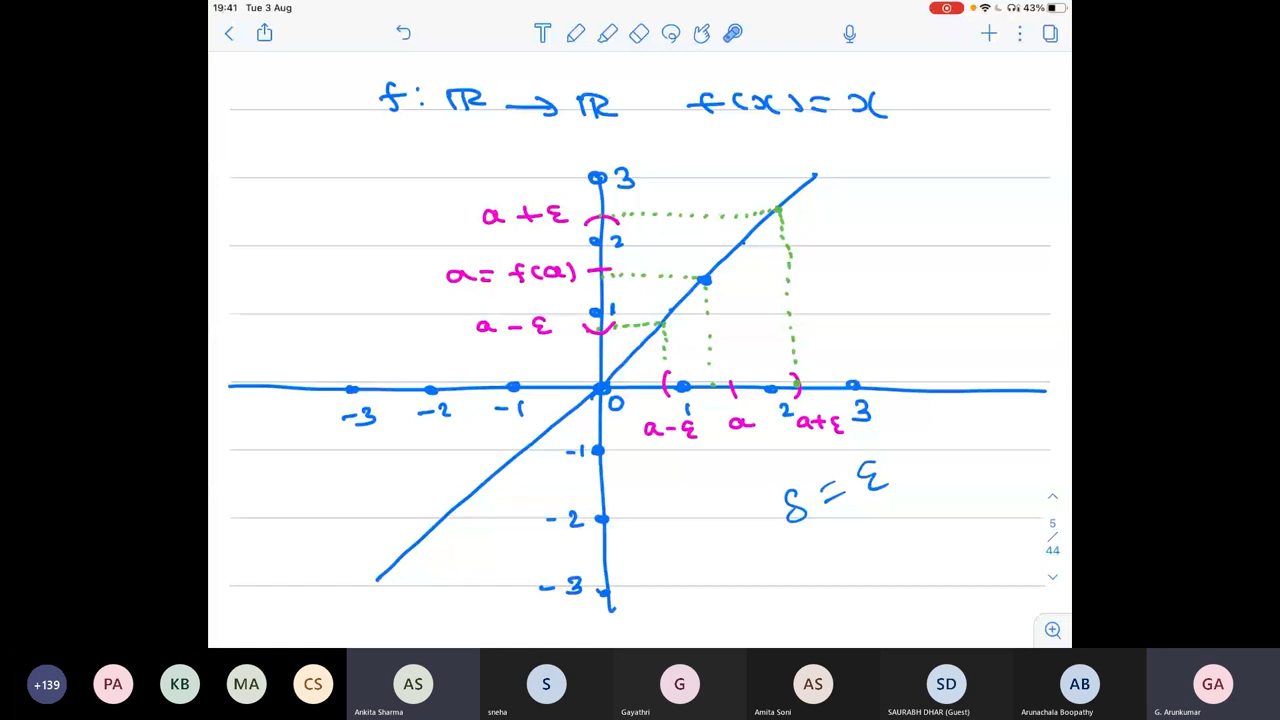 19:41 Tue 3 Aug 43%
f: ℝ → ℝ f(x) = x
3
a + ε
2
a = f(a)
1
a - ε
-3 -2 -1 0 1 2 3
a-ε a a+ε
-1
δ = ε
-2
-3
5
/
44
+139 PA KB MA CS AS S G AS SD AB GA
Ankita Sharma sneha Gayathri Amita Soni SAURABH DHAR (Guest) Arunachala Boopathy G. Arunkumar